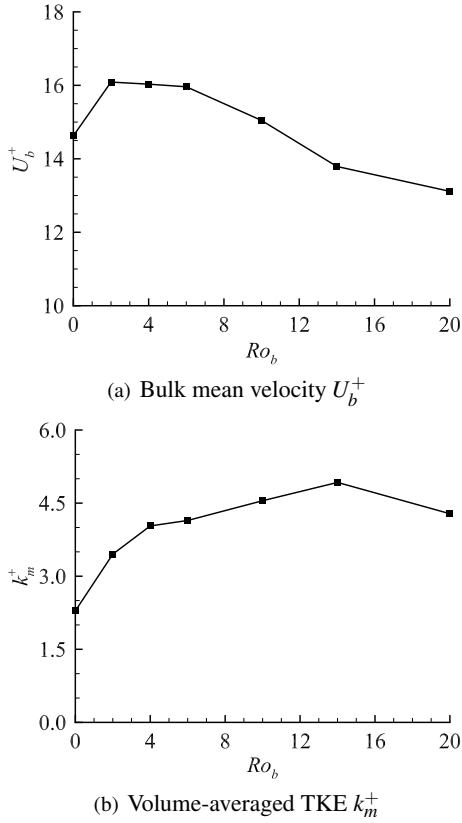 18
16
14
12
10
U_b^+
0 4 8 12 16 20
Ro_b
(a) Bulk mean velocity U_b^+
6.0
4.5
3.0
1.5
0.0
k_m^+
0 4 8 12 16 20
Ro_b
(b) Volume-averaged TKE k_m^+